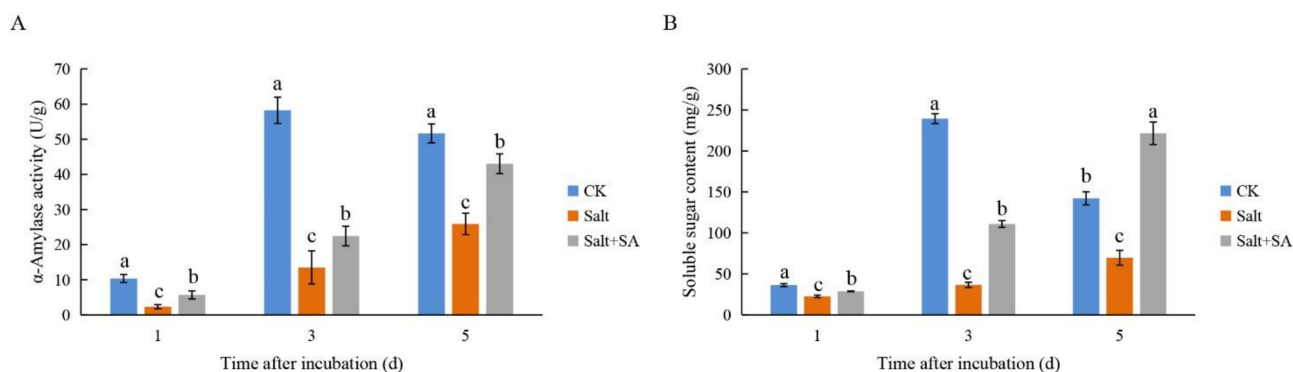 A
α-Amylase activity (U/g)
70
60
50
40
30
20
10
0
a
c
b
a
c
b
a
c
b
1
3
5
Time after incubation (d)
CK
Salt
Salt+SA
B
Soluble sugar content (mg/g)
300
250
200
150
100
50
0
a
c
b
a
c
b
b
c
a
1
3
5
Time after incubation (d)
CK
Salt
Salt+SA